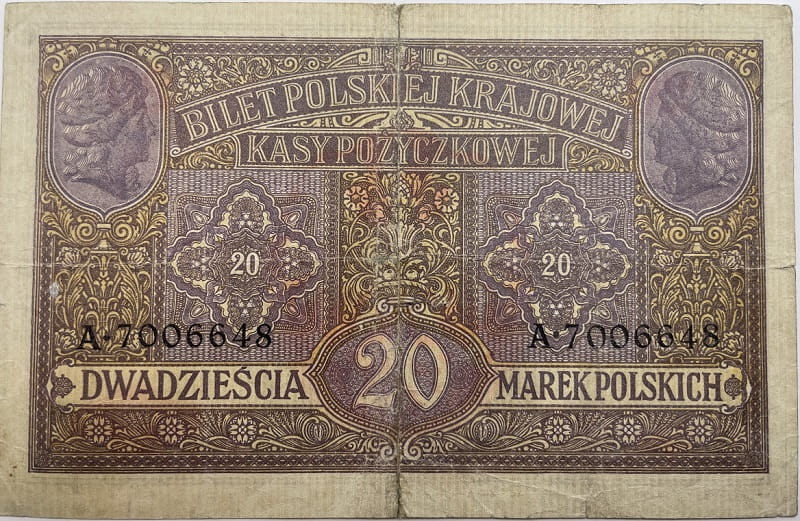 BILET POLSKIEJ KRAJOWEJ
KASY POŻYCZKOWEJ
20 20
A·7006648 A·7006648
DWADZIEŚCIA 20 MAREK POLSKICH